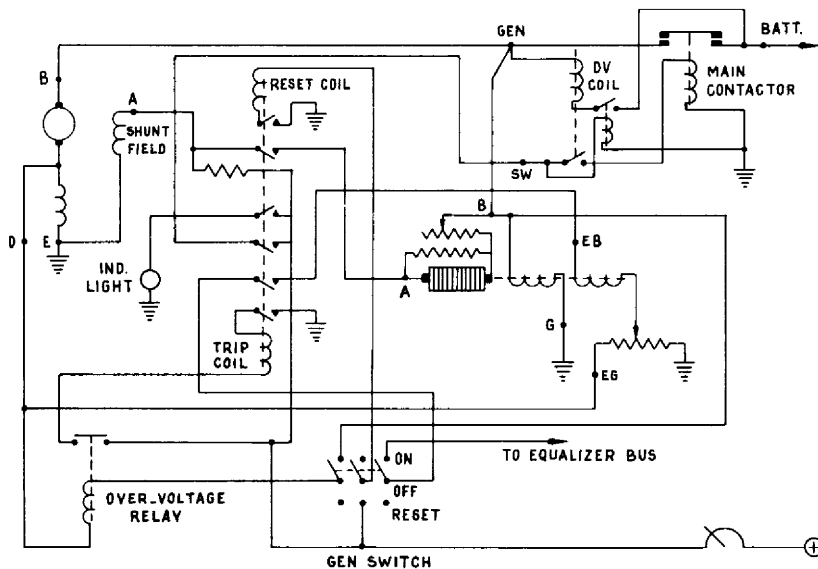 GEN
BATT.
B
RESET COIL
DV
COIL
MAIN
CONTACTOR
A
SHUNT
FIELD
SW
B
D
E
EB
IND.
LIGHT
A
G
TRIP
COIL
EG
ON
TO EQUALIZER BUS
OFF
OVER-VOLTAGE
RELAY
RESET
GEN SWITCH